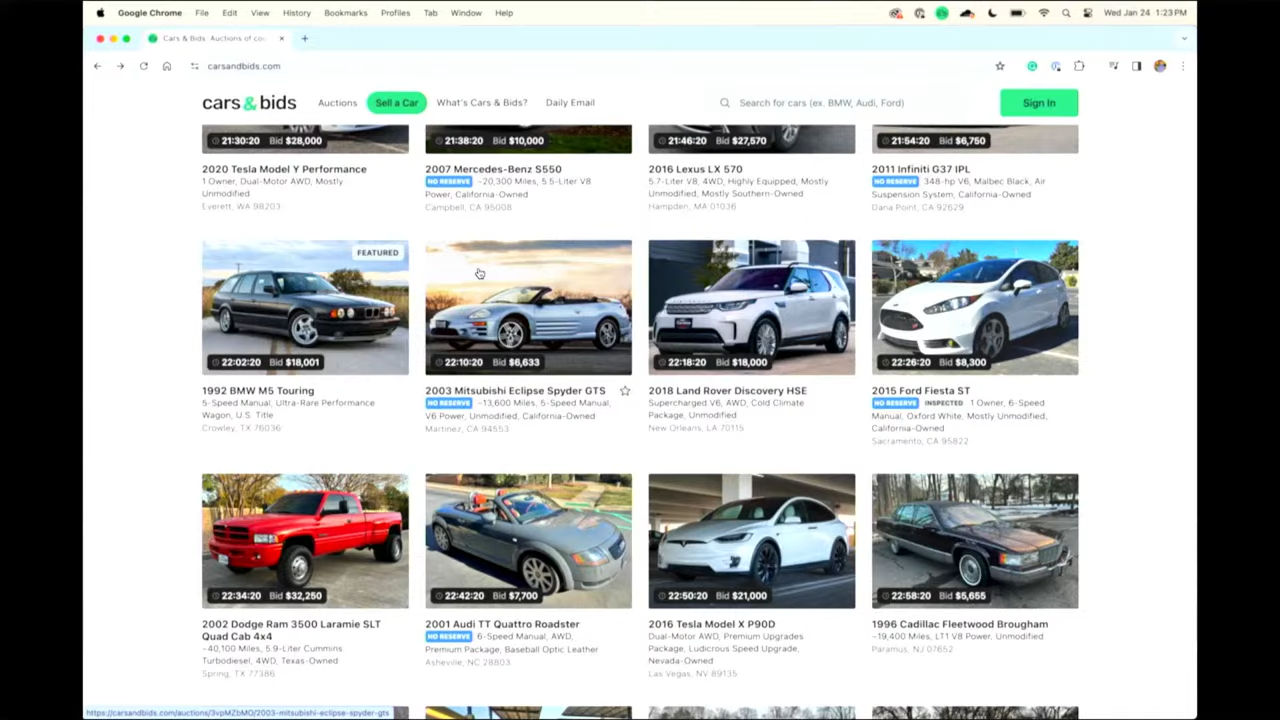 Google Chrome File Edit View History Bookmarks Profiles Tab Window Help
Wed Jan 24 1:23 PM
Cars & Bids: Auctions of co
carsandbids.com
cars & bids Auctions Sell a Car What's Cars & Bids? Daily Email Search for cars (ex. BMW, Audi, Ford) Sign In
21:30:20 Bid $28,000
2020 Tesla Model Y Performance
1 Owner, Dual-Motor AWD, Mostly
Unmodified
Everett, WA 98203
21:38:20 Bid $10,000
2007 Mercedes-Benz S550
NO RESERVE ~20,300 Miles, 5.5-Liter V8
Power, California-Owned
Campbell, CA 95008
21:46:20 Bid $27,570
2016 Lexus LX 570
5.7-Liter V8, 4WD, Highly Equipped, Mostly
Unmodified, Mostly Southern-Owned
Hampden, MA 01036
21:54:20 Bid $6,750
2011 Infiniti G37 IPL
NO RESERVE 348-hp V6, Malbec Black, Air
Suspension System, California-Owned
Dana Point, CA 92629
FEATURED
22:02:20 Bid $18,001
1992 BMW M5 Touring
5-Speed Manual, Ultra-Rare Performance
Wagon, U.S. Title
Crowley, TX 76036
22:10:20 Bid $6,633
2003 Mitsubishi Eclipse Spyder GTS
NO RESERVE ~13,600 Miles, 5-Speed Manual,
V6 Power, Unmodified, California-Owned
Martinez, CA 94553
22:18:20 Bid $18,000
2018 Land Rover Discovery HSE
Supercharged V6, AWD, Cold Climate
Package, Unmodified
New Orleans, LA 70115
22:26:20 Bid $8,300
2015 Ford Fiesta ST
NO RESERVE INSPECTED 1 Owner, 6-Speed
Manual, Oxford White, Mostly Unmodified,
California-Owned
Sacramento, CA 95822
22:34:20 Bid $32,250
2002 Dodge Ram 3500 Laramie SLT
Quad Cab 4x4
~40,100 Miles, 5.9-Liter Cummins
Turbodiesel, 4WD, Texas-Owned
Spring, TX 77386
22:42:20 Bid $7,700
2001 Audi TT Quattro Roadster
NO RESERVE 6-Speed Manual, AWD,
Premium Package, Baseball Optic Leather
Asheville, NC 28803
22:50:20 Bid $21,000
2016 Tesla Model X P90D
Dual-Motor AWD, Premium Upgrades
Package, Ludicrous Speed Upgrade,
Nevada-Owned
Las Vegas, NV 89135
22:58:20 Bid $5,655
1996 Cadillac Fleetwood Brougham
~19,400 Miles, LT1 V8 Power, Unmodified
Paramus, NJ 07652
https://carsandbids.com/auctions/3vpMZbMO/2003-mitsubishi-eclipse-spyder-gts